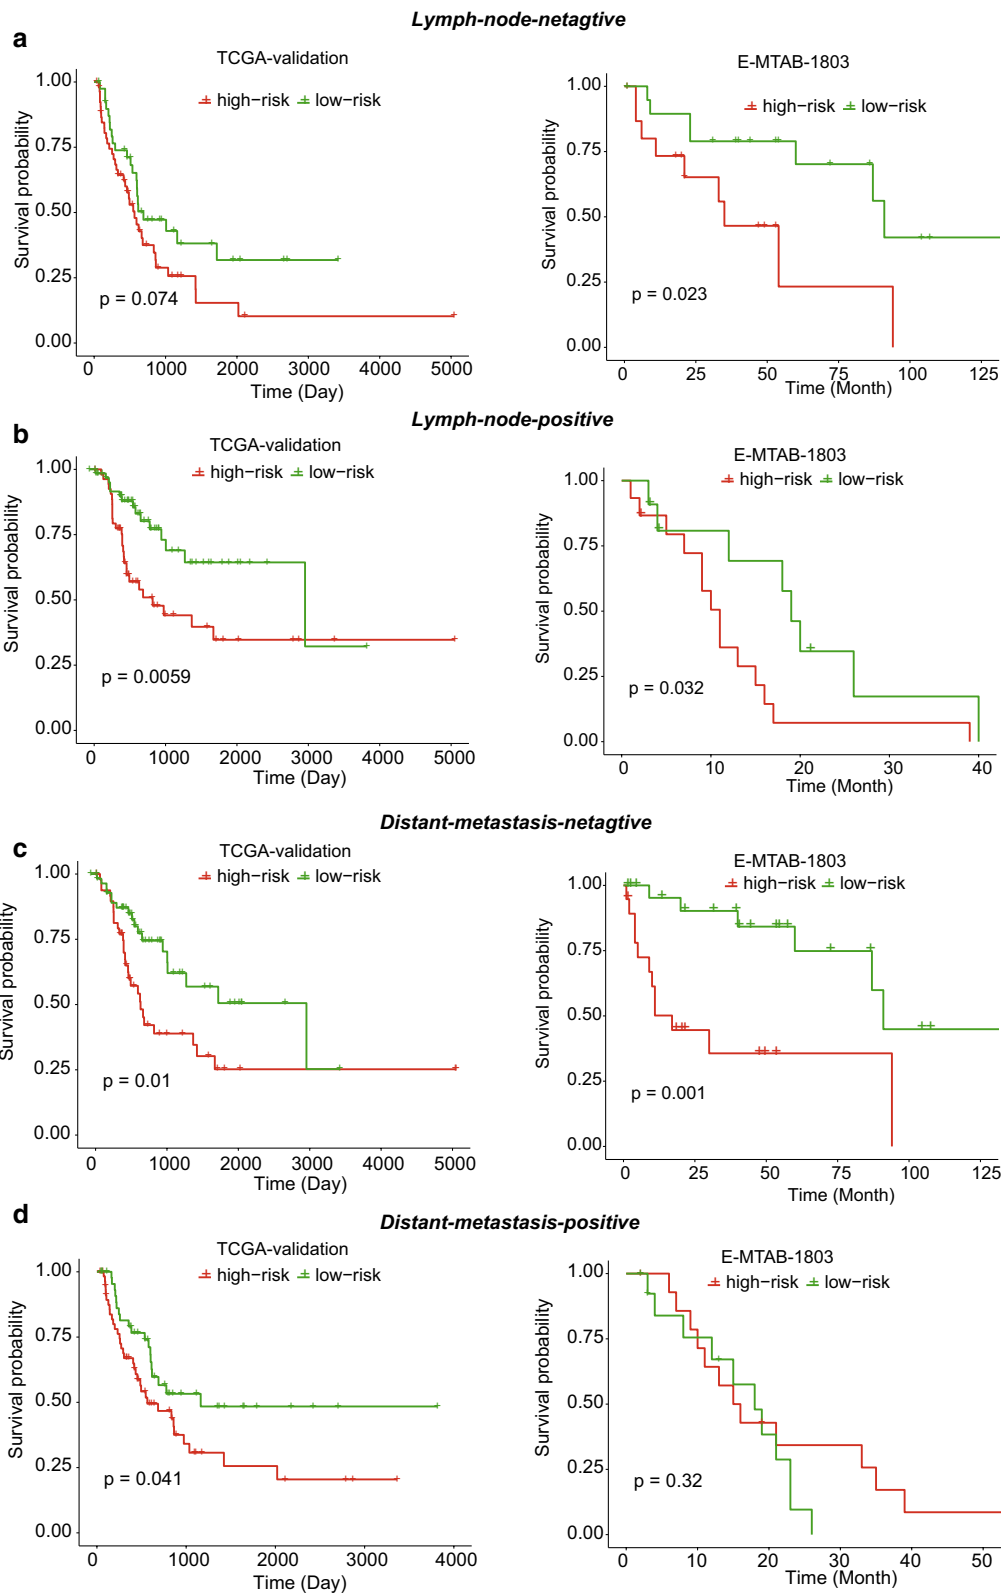 Lymph-node-netagtive
a
TCGA-validation
high-risk low-risk
Survival probability
1.00
0.75
0.50
0.25
0.00
p = 0.074
0 1000 2000 3000 4000 5000
Time (Day)
E-MTAB-1803
high-risk low-risk
Survival probability
1.00
0.75
0.50
0.25
0.00
p = 0.023
0 25 50 75 100 125
Time (Month)
Lymph-node-positive
b
TCGA-validation
high-risk low-risk
Survival probability
1.00
0.75
0.50
0.25
0.00
p = 0.0059
0 1000 2000 3000 4000 5000
Time (Day)
E-MTAB-1803
high-risk low-risk
Survival probability
1.00
0.75
0.50
0.25
0.00
p = 0.032
0 10 20 30 40
Time (Month)
Distant-metastasis-netagtive
c
TCGA-validation
high-risk low-risk
Survival probability
1.00
0.75
0.50
0.25
0.00
p = 0.01
0 1000 2000 3000 4000 5000
Time (Day)
E-MTAB-1803
high-risk low-risk
Survival probability
1.00
0.75
0.50
0.25
0.00
p = 0.001
0 25 50 75 100 125
Time (Month)
d
Distant-metastasis-positive
TCGA-validation
high-risk low-risk
Survival probability
1.00
0.75
0.50
0.25
0.00
p = 0.041
0 1000 2000 3000 4000
Time (Day)
E-MTAB-1803
high-risk low-risk
Survival probability
1.00
0.75
0.50
0.25
0.00
p = 0.32
0 10 20 30 40 50
Time (Month)